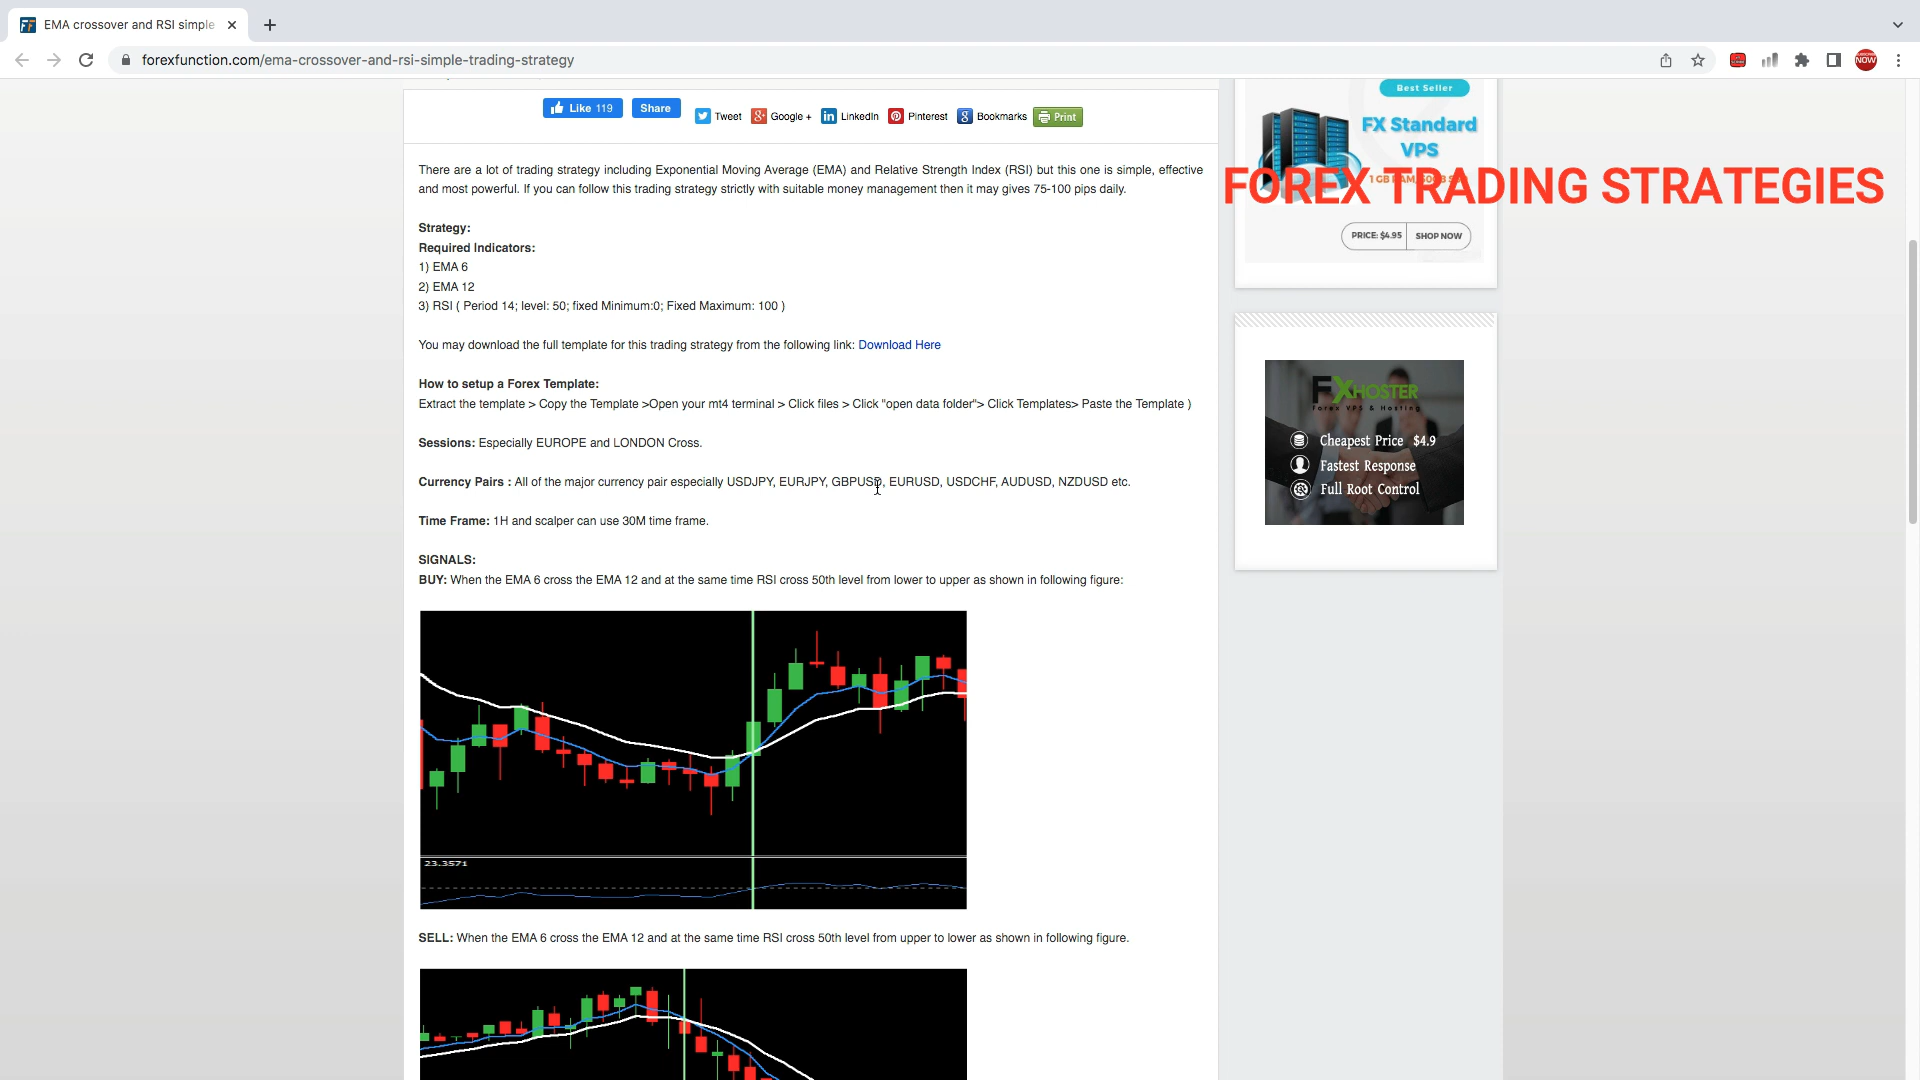 EMA crossover and RSI simple
forexfunction.com/ema-crossover-and-rsi-simple-trading-strategy
NOW
Like 119
Share
Tweet
Google +
LinkedIn
Pinterest
Bookmarks
Print
There are a lot of trading strategy including Exponential Moving Average (EMA) and Relative Strength Index (RSI) but this one is simple, effective
and most powerful. If you can follow this trading strategy strictly with suitable money management then it may gives 75-100 pips daily.
Strategy:
Required Indicators:
1) EMA 6
2) EMA 12
3) RSI ( Period 14; level: 50; fixed Minimum:0; Fixed Maximum: 100 )
You may download the full template for this trading strategy from the following link: Download Here
How to setup a Forex Template:
Extract the template > Copy the Template >Open your mt4 terminal > Click files > Click "open data folder"> Click Templates> Paste the Template )
Sessions: Especially EUROPE and LONDON Cross.
Currency Pairs : All of the major currency pair especially USDJPY, EURJPY, GBPUSD, EURUSD, USDCHF, AUDUSD, NZDUSD etc.
Time Frame: 1H and scalper can use 30M time frame.
SIGNALS:
BUY: When the EMA 6 cross the EMA 12 and at the same time RSI cross 50th level from lower to upper as shown in following figure:
23.3571
SELL: When the EMA 6 cross the EMA 12 and at the same time RSI cross 50th level from upper to lower as shown in following figure.
Best Seller
FX Standard
VPS
FOREX TRADING STRATEGIES
PRICE: $4.95
SHOP NOW
FXHOSTER
Forex VPS & Hosting
Cheapest Price $4.9
Fastest Response
Full Root Control